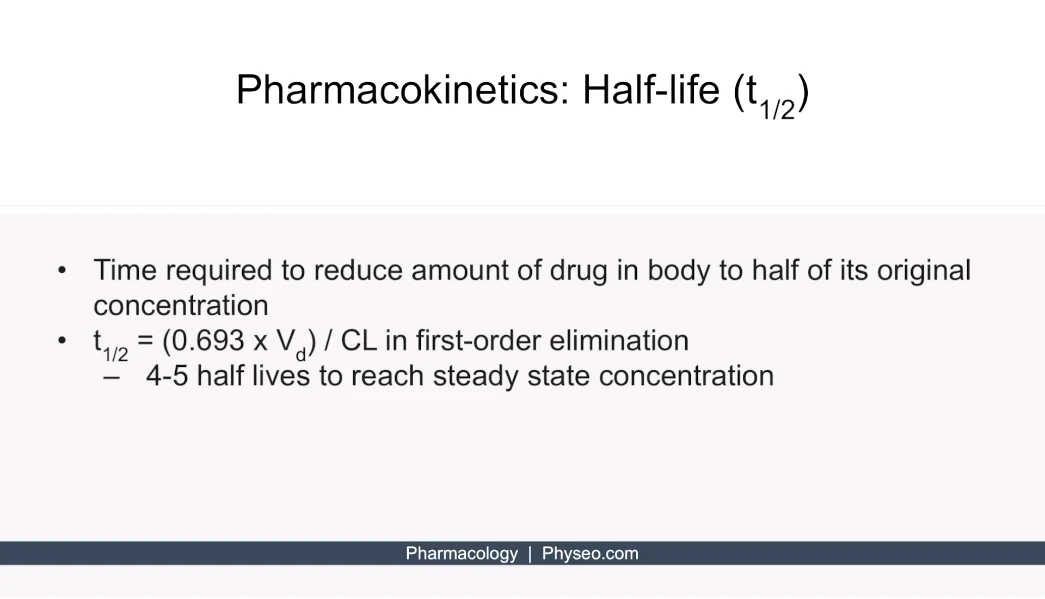 Pharmacokinetics: Half-life (t1/2)
• Time required to reduce amount of drug in body to half of its original
concentration
• t1/2 = (0.693 x Vd) / CL in first-order elimination
– 4-5 half lives to reach steady state concentration
Pharmacology | Physeo.com